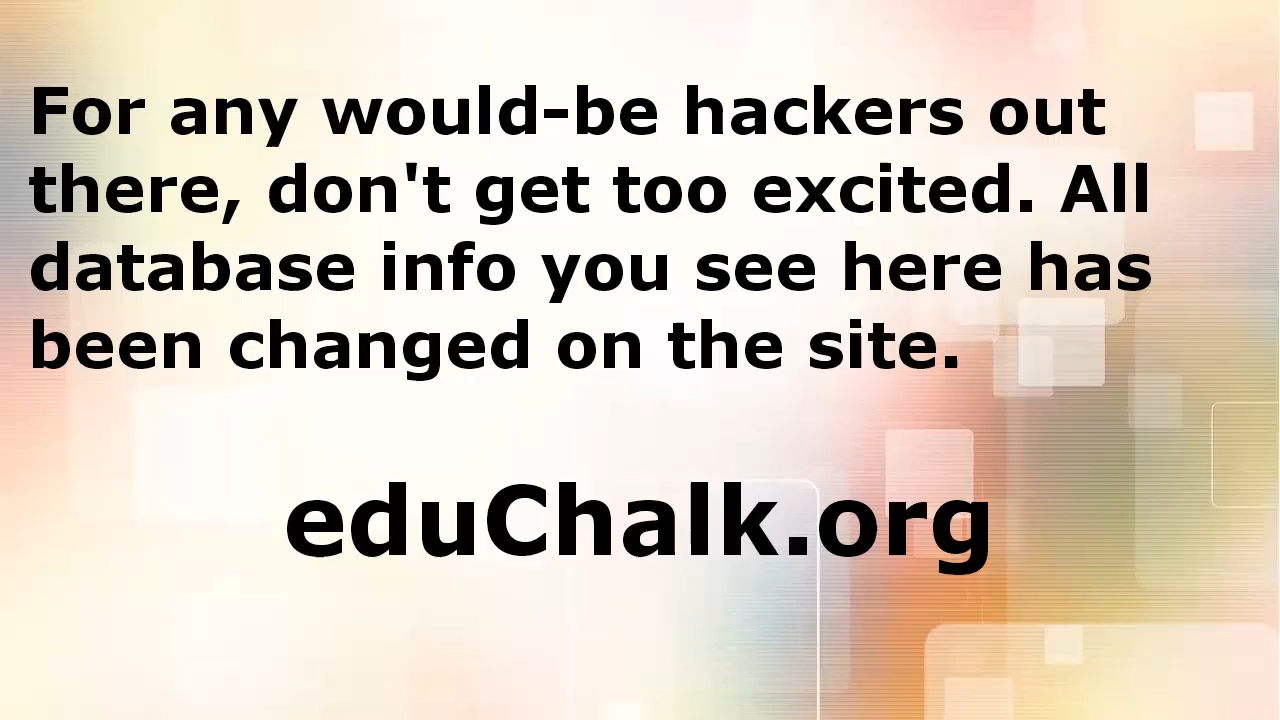 For any would-be hackers out
there, don't get too excited. All
database info you see here has
been changed on the site.
eduChalk.org